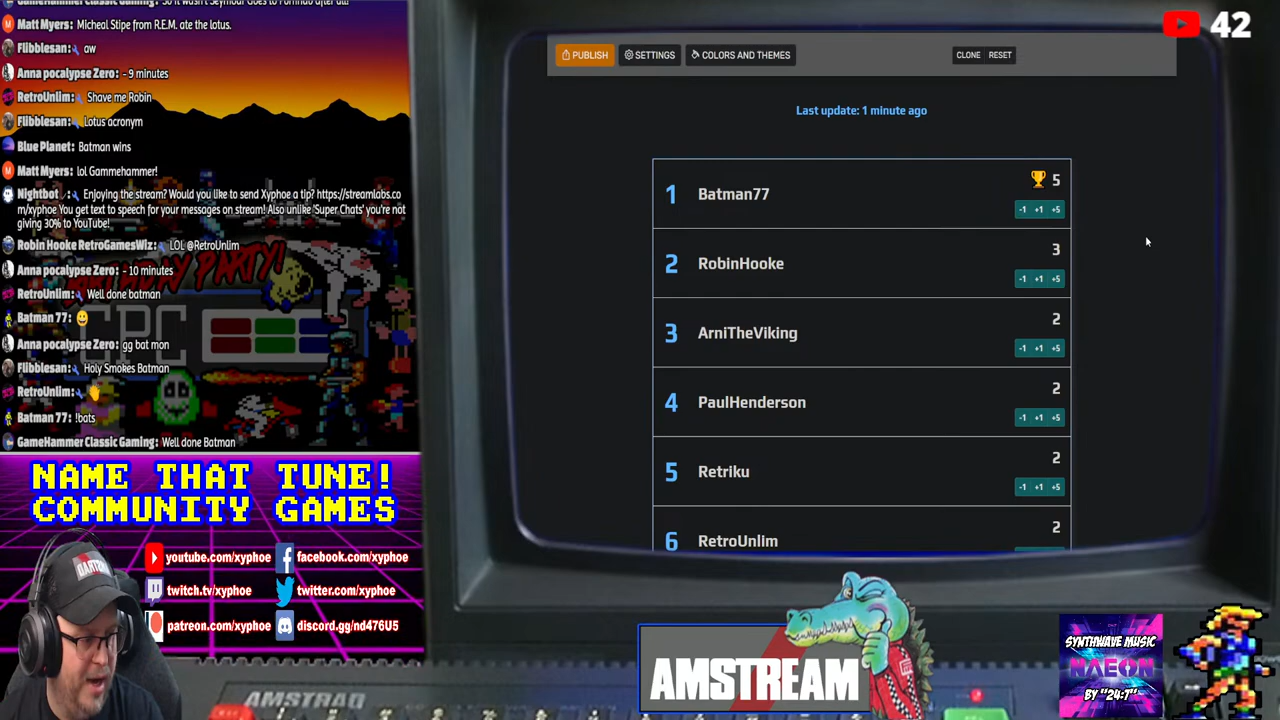 GameHammer Classic Gaming: So it wasn't Seymour Goes to Pornindo after all!
Matt Myers: Micheal Stipe from R.E.M. ate the lotus.
Flibblesan: aw
Anna pocalypse Zero: - 9 minutes
RetroUnlim: Shave me Robin
Flibblesan: Lotus acronym
Blue Planet: Batman wins
Matt Myers: lol Gammehammer!
Nightbot: Enjoying the stream? Would you like to send Xyphoe a tip? https://streamlabs.co
m/xyphoe You get text to speech for your messages on stream! Also unlike 'Super Chats' you're not
giving 30% to YouTube!
Robin Hooke RetroGamesWiz: LOL @RetroUnlim
Anna pocalypse Zero: - 10 minutes
RetroUnlim: Well done batman
Batman 77: 😀
Anna pocalypse Zero: gg bat mon
Flibblesan: Holy Smokes Batman
RetroUnlim: 👋
Batman 77: !bats
GameHammer Classic Gaming: Well done Batman
PARTY!
CPC
NAME THAT TUNE!
COMMUNITY GAMES
youtube.com/xyphoe
facebook.com/xyphoe
twitch.tv/xyphoe
twitter.com/xyphoe
patreon.com/xyphoe
discord.gg/nd476U5
42
PUBLISH
SETTINGS
COLORS AND THEMES
CLONE
RESET
Last update: 1 minute ago
1 Batman77 🏆 5
-1 +1 +5
2 RobinHooke 3
-1 +1 +5
3 ArniTheViking 2
-1 +1 +5
4 PaulHenderson 2
-1 +1 +5
5 Retriku 2
-1 +1 +5
6 RetroUnlim 2
AMSTREAM
AMSTRAD
SYNTHWAVE MUSIC
NAEON
BY "24:7"